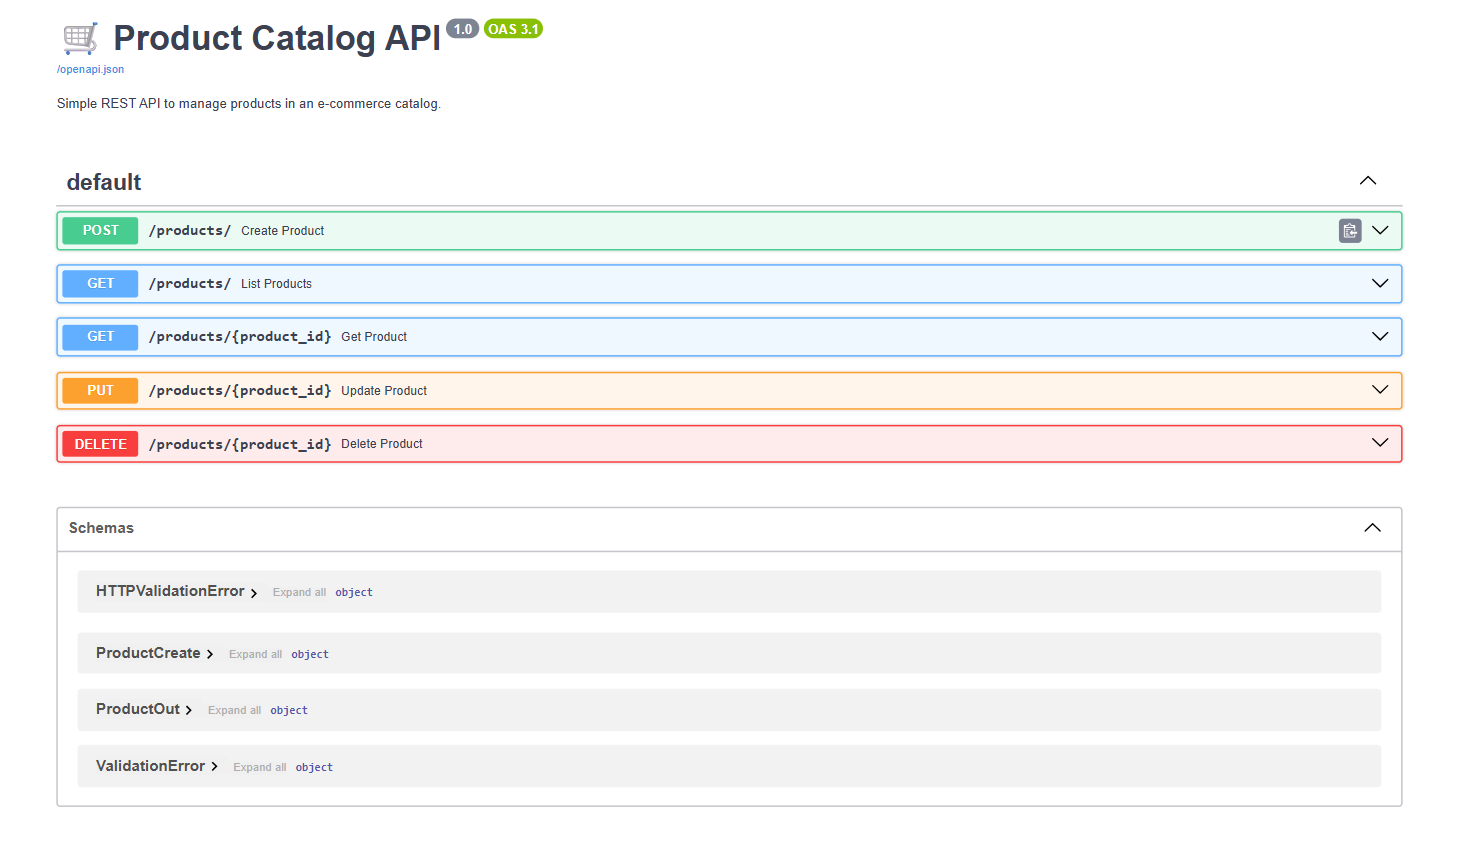 Product Catalog API 1.0 OAS 3.1
/openapi.json
Simple REST API to manage products in an e-commerce catalog.
default
POST /products/ Create Product
GET /products/ List Products
GET /products/{product_id} Get Product
PUT /products/{product_id} Update Product
DELETE /products/{product_id} Delete Product
Schemas
HTTPValidationError Expand all object
ProductCreate Expand all object
ProductOut Expand all object
ValidationError Expand all object